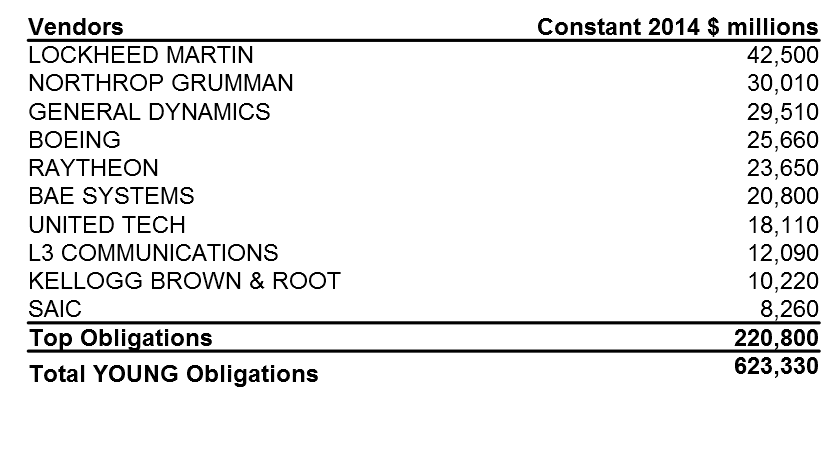 Vendors Constant 2014 $ millions
LOCKHEED MARTIN 42,500
NORTHROP GRUMMAN 30,010
GENERAL DYNAMICS 29,510
BOEING 25,660
RAYTHEON 23,650
BAE SYSTEMS 20,800
UNITED TECH 18,110
L3 COMMUNICATIONS 12,090
KELLOGG BROWN & ROOT 10,220
SAIC 8,260
Top Obligations 220,800
Total YOUNG Obligations 623,330